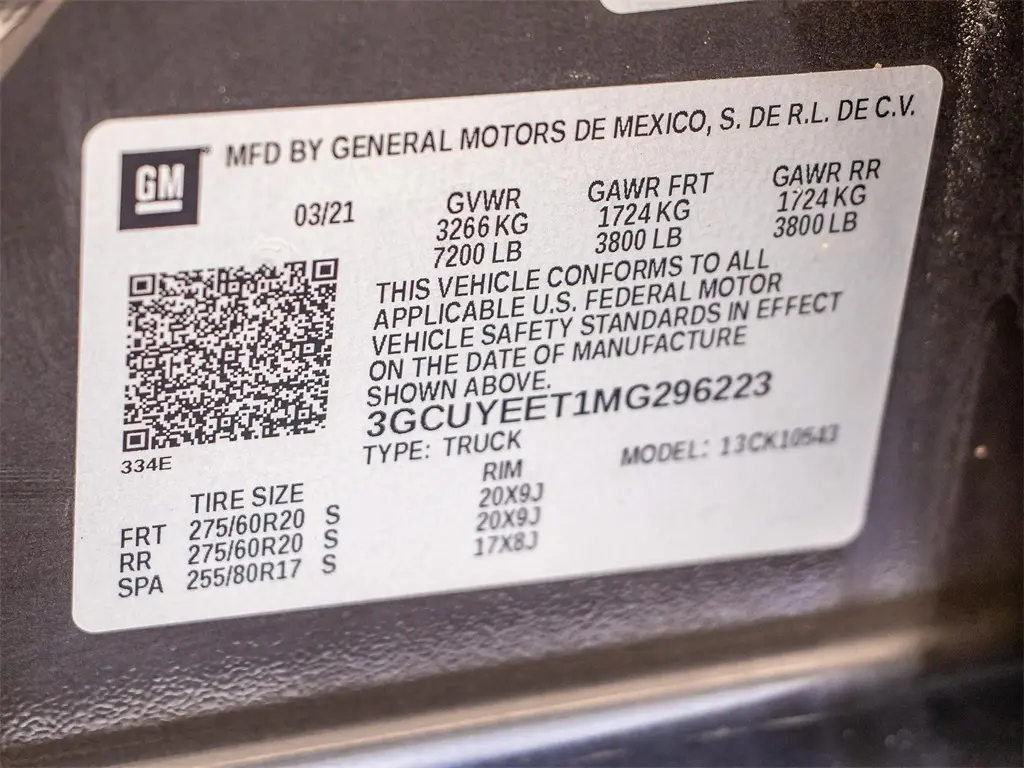 GM
MFD BY GENERAL MOTORS DE MEXICO, S. DE R.L. DE C.V.
03/21
GVWR GAWR FRT GAWR RR
3266 KG 1724 KG 1724 KG
7200 LB 3800 LB 3800 LB
THIS VEHICLE CONFORMS TO ALL
APPLICABLE U.S. FEDERAL MOTOR
VEHICLE SAFETY STANDARDS IN EFFECT
ON THE DATE OF MANUFACTURE
SHOWN ABOVE.
3GCUYEET1MG296223
TYPE: TRUCK MODEL: 13CK10543
334E
TIRE SIZE RIM
FRT 275/60R20 S 20X9J
RR 275/60R20 S 20X9J
SPA 255/80R17 S 17X8J